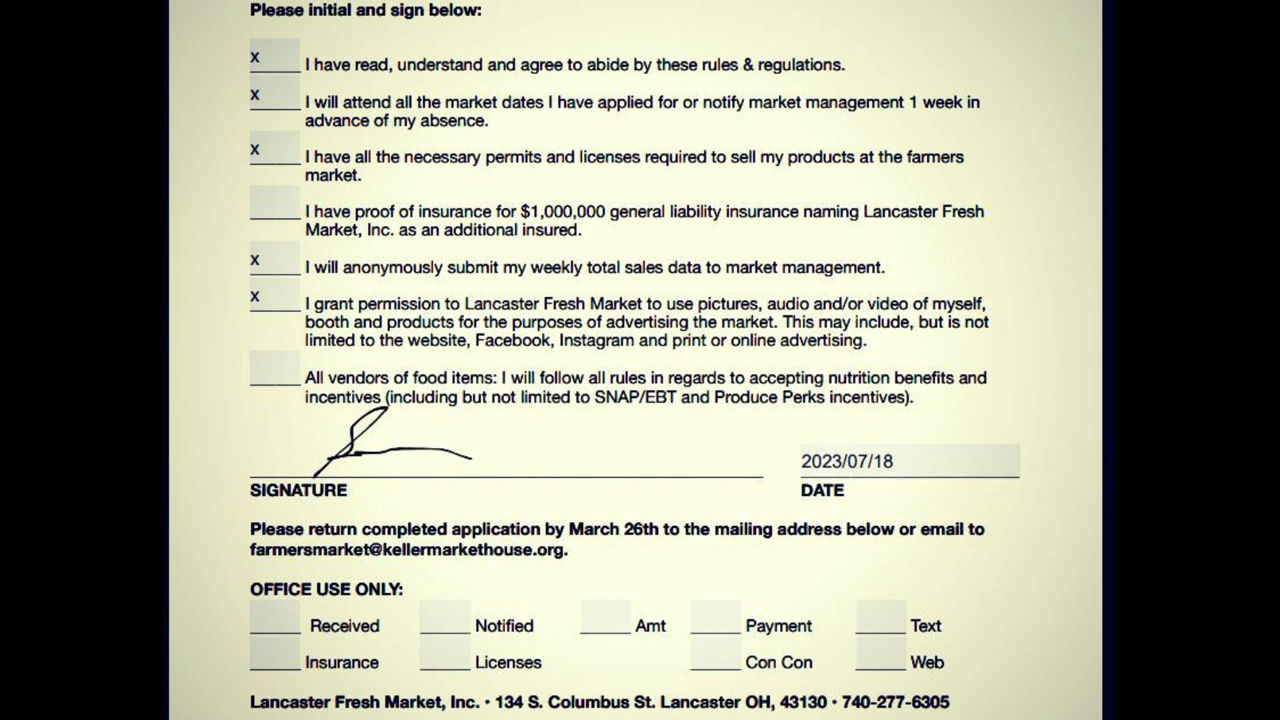 Please initial and sign below:
x I have read, understand and agree to abide by these rules & regulations.
x I will attend all the market dates I have applied for or notify market management 1 week in
advance of my absence.
x I have all the necessary permits and licenses required to sell my products at the farmers
market.
I have proof of insurance for $1,000,000 general liability insurance naming Lancaster Fresh
Market, Inc. as an additional insured.
x I will anonymously submit my weekly total sales data to market management.
x I grant permission to Lancaster Fresh Market to use pictures, audio and/or video of myself,
booth and products for the purposes of advertising the market. This may include, but is not
limited to the website, Facebook, Instagram and print or online advertising.
All vendors of food items: I will follow all rules in regards to accepting nutrition benefits and
incentives (including but not limited to SNAP/EBT and Produce Perks incentives).
2023/07/18
SIGNATURE DATE
Please return completed application by March 26th to the mailing address below or email to
farmersmarket@kellermarkethouse.org.
OFFICE USE ONLY:
Received Notified Amt Payment Text
Insurance Licenses Con Con Web
Lancaster Fresh Market, Inc. • 134 S. Columbus St. Lancaster OH, 43130 • 740-277-6305